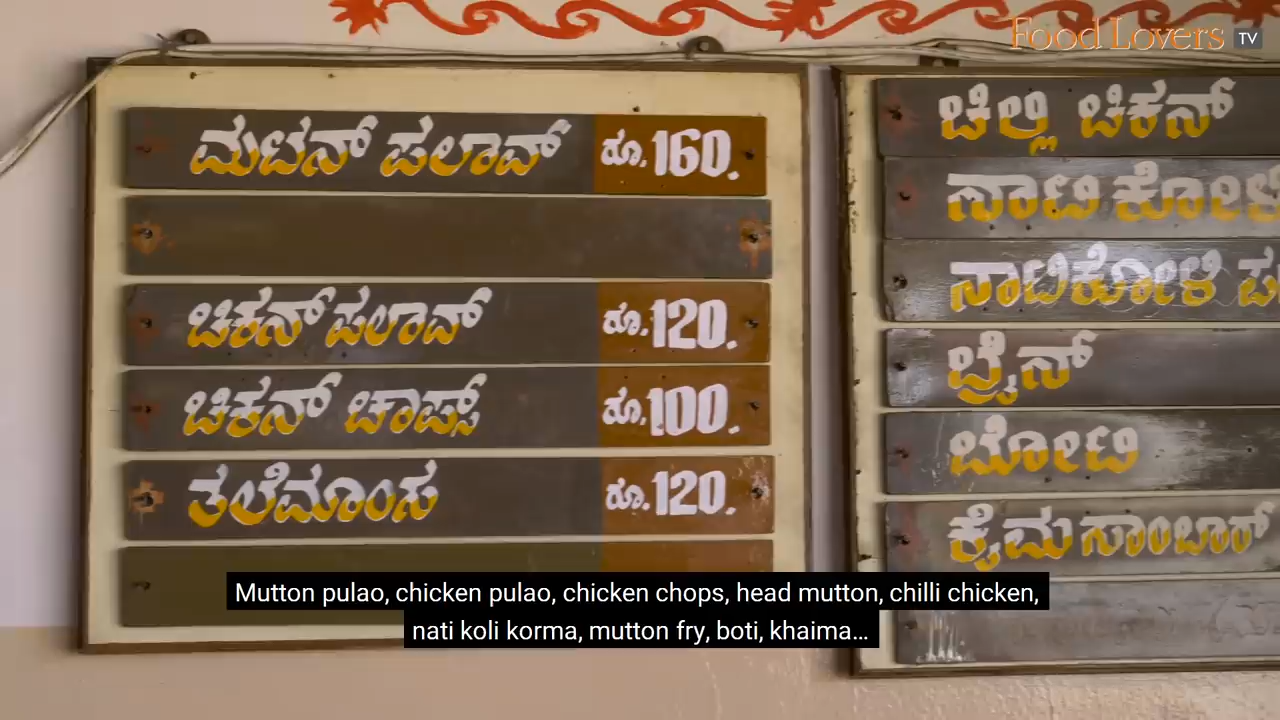 Food Lovers TV
ಮಟನ್ ಪಲಾವ್ ರೂ.160.
ಚಿಕನ್ ಪಲಾವ್ ರೂ.120.
ಚಿಕನ್ ಚಾಪ್ಸ್ ರೂ.100.
ತಲೆಮಾಂಸ ರೂ.120.
ಚಿಲ್ಲಿ ಚಿಕನ್
ನಾಟಿ ಕೋಳಿ
ನಾಟಿಕೋಳಿ
ಬ್ರೈನ್
ಬೋಟಿ
ಕೈಮ ಸಾಂಬಾರ್
Mutton pulao, chicken pulao, chicken chops, head mutton, chilli chicken,
nati koli korma, mutton fry, boti, khaima...